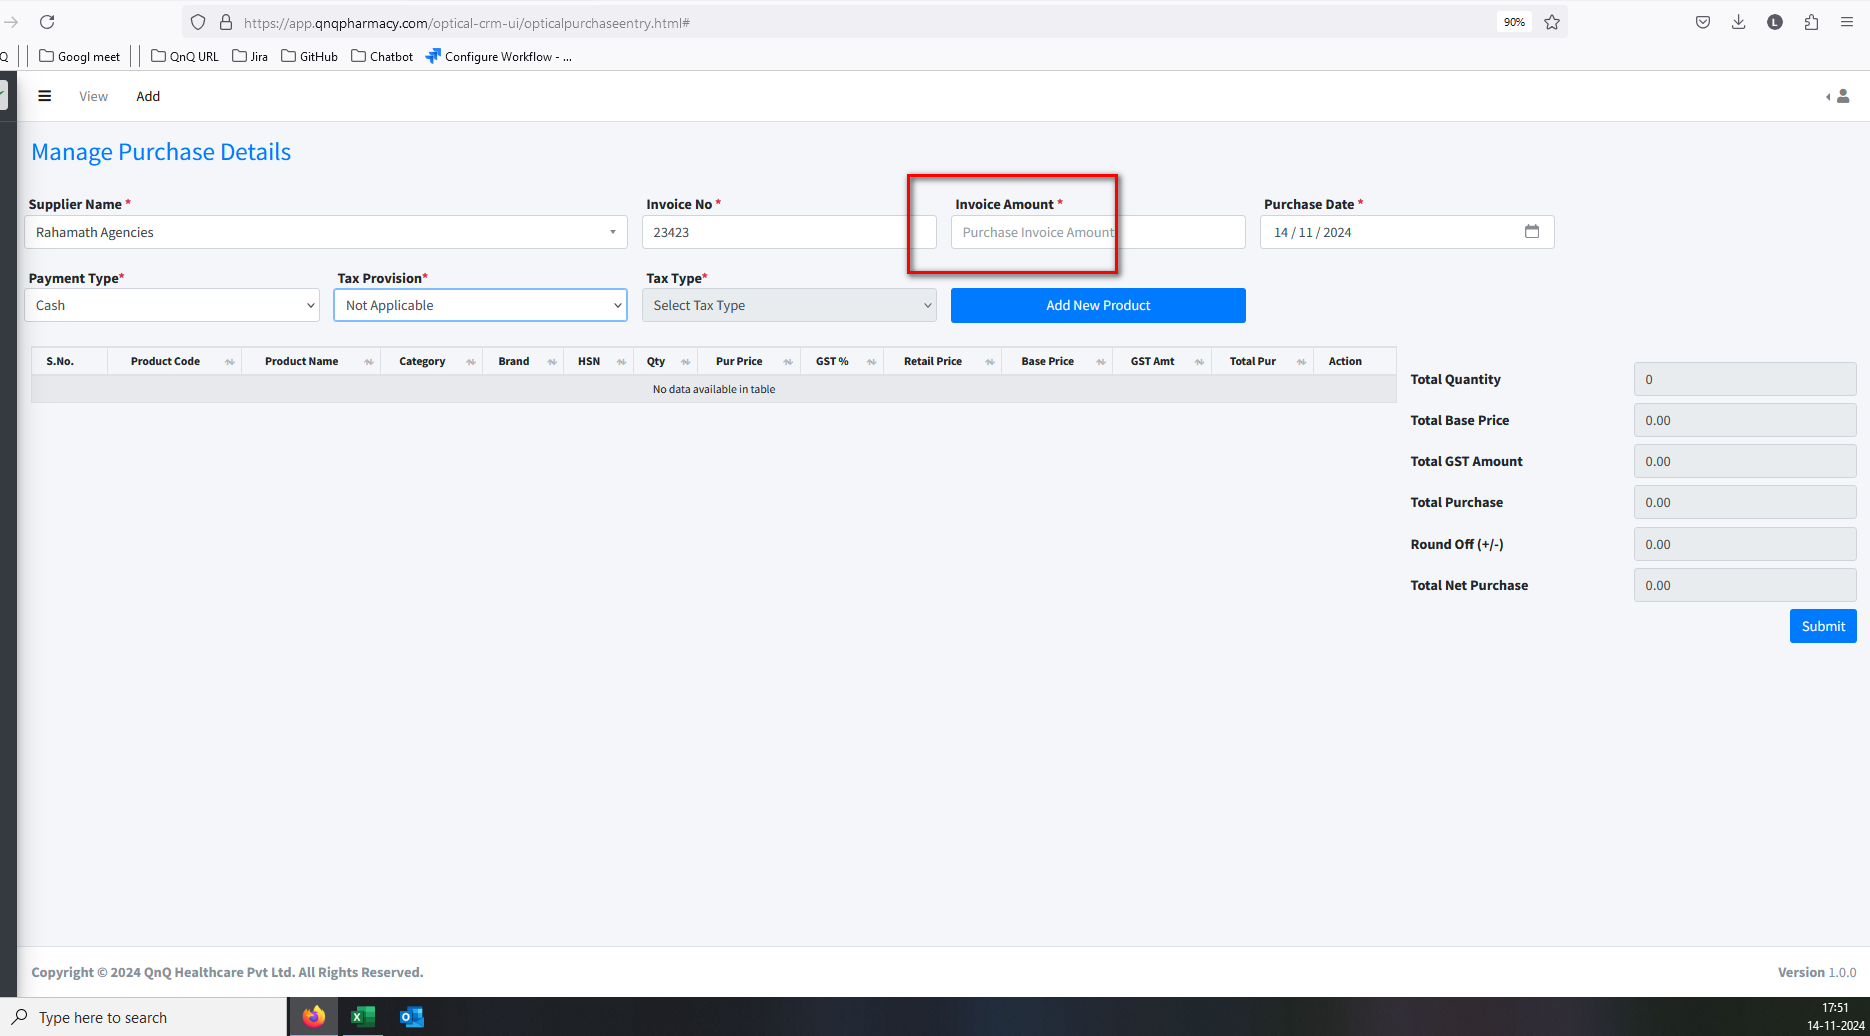 https://app.qnqpharmacy.com/optical-crm-ui/opticalpurchaseentry.html# 90% L
Q Googl meet QnQ URL Jira GitHub Chatbot Configure Workflow - ...
View Add
Manage Purchase Details
Supplier Name * Invoice No * Invoice Amount * Purchase Date *
Rahamath Agencies 23423 Purchase Invoice Amount 14 / 11 / 2024
Payment Type* Tax Provision* Tax Type*
Cash Not Applicable Select Tax Type Add New Product
S.No. Product Code Product Name Category Brand HSN Qty Pur Price GST % Retail Price Base Price GST Amt Total Pur Action
No data available in table
Total Quantity 0
Total Base Price 0.00
Total GST Amount 0.00
Total Purchase 0.00
Round Off (+/-) 0.00
Total Net Purchase 0.00
Submit
Copyright © 2024 QnQ Healthcare Pvt Ltd. All Rights Reserved. Version 1.0.0
Type here to search
17:51
14-11-2024